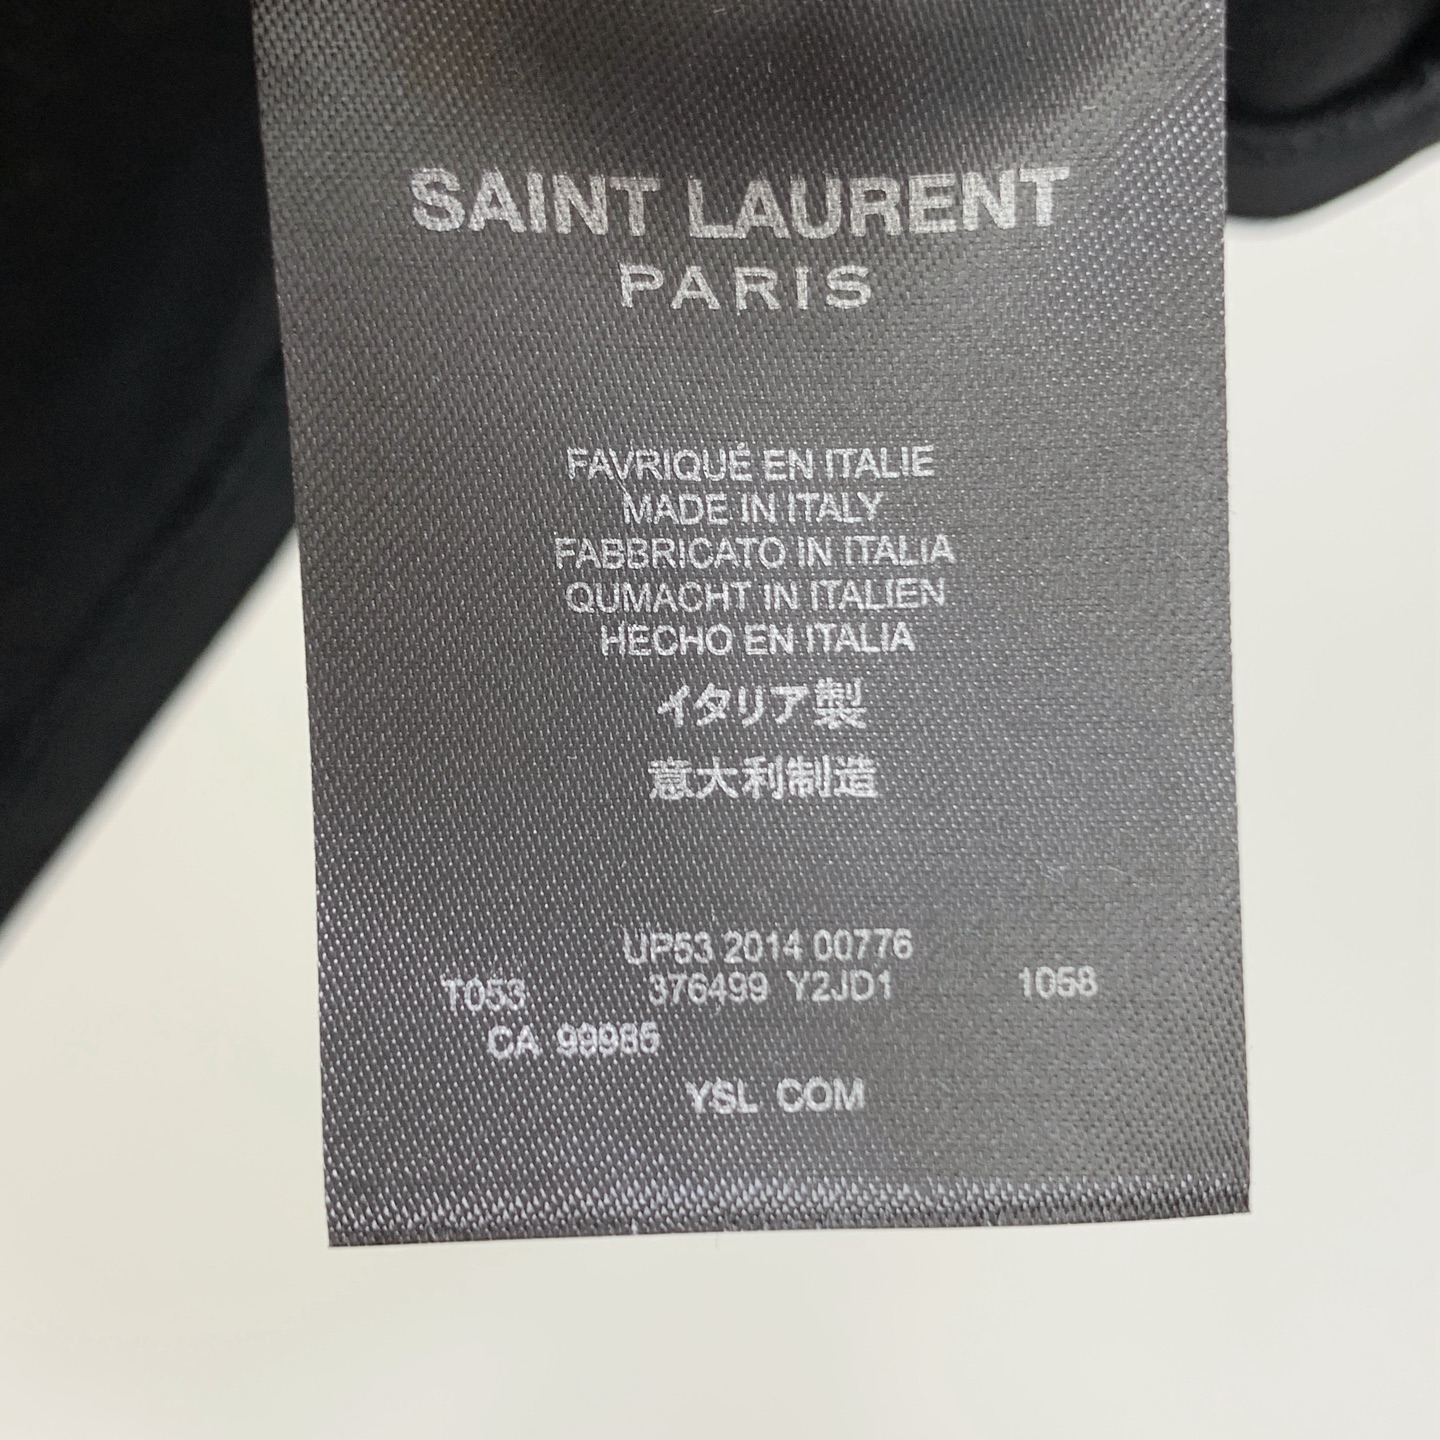 SAINT LAURENT
PARIS
FAVRIQUÉ EN ITALIE
MADE IN ITALY
FABBRICATO IN ITALIA
QUMACHT IN ITALIEN
HECHO EN ITALIA
イタリア製
意大利制造
UP53 2014 00776
T053 376499 Y2JD1 1058
CA 99985
YSL COM